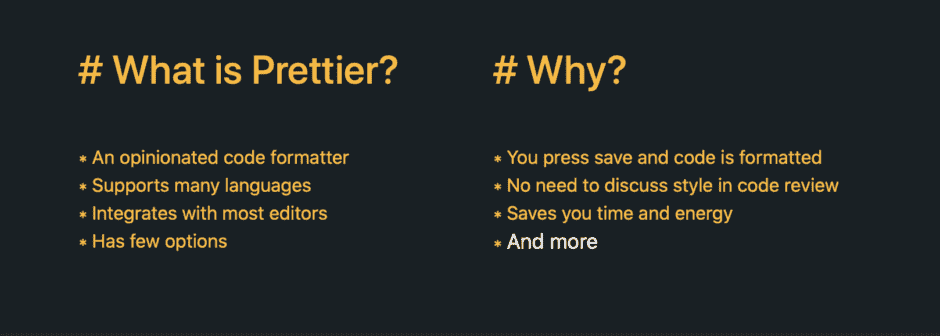 # What is Prettier?
* An opinionated code formatter
* Supports many languages
* Integrates with most editors
* Has few options
# Why?
* You press save and code is formatted
* No need to discuss style in code review
* Saves you time and energy
* And more